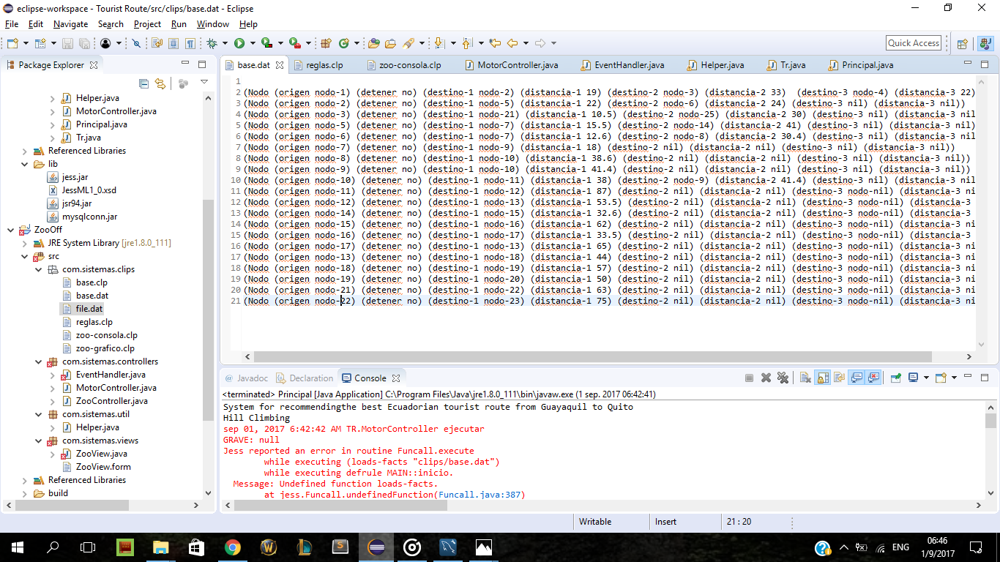 eclipse-workspace - Tourist Route/src/clips/base.dat - Eclipse
File Edit Navigate Search Project Run Window Help
Quick Access
Package Explorer
Helper.java
MotorController.java
Principal.java
Tr.java
Referenced Libraries
lib
jess.jar
JessML1_0.xsd
jsr94.jar
mysqlconn.jar
ZooOff
JRE System Library [jre1.8.0_111]
src
com.sistemas.clips
base.clp
base.dat
file.dat
reglas.clp
zoo-consola.clp
zoo-grafico.clp
com.sistemas.controllers
EventHandler.java
MotorController.java
ZooController.java
com.sistemas.util
Helper.java
com.sistemas.views
ZooView.java
ZooView.form
Referenced Libraries
build
base.dat reglas.clp zoo-consola.clp MotorController.java EventHandler.java Helper.java Tr.java Principal.java
1
2 (Nodo (origen nodo-1) (detener no) (destino-1 nodo-2) (distancia-1 19) (destino-2 nodo-3) (distancia-2 33)  (destino-3 nodo-4) (distancia-3 22)
3 (Nodo (origen nodo-2) (detener no) (destino-1 nodo-5) (distancia-1 22) (destino-2 nodo-6) (distancia-2 24) (destino-3 nil) (distancia-3 nil))
4 (Nodo (origen nodo-3) (detener no) (destino-1 nodo-21) (distancia-1 10.5) (destino-2 nodo-25) (distancia-2 30) (destino-3 nil) (distancia-3 nil
5 (Nodo (origen nodo-5) (detener no) (destino-1 nodo-7) (distancia-1 15.5) (destino-2 nodo-14) (distancia-2 41) (destino-3 nil) (distancia-3 nil)
6 (Nodo (origen nodo-6) (detener no) (destino-1 nodo-7) (distancia-1 12.6) (destino-2 nodo-8) (distancia-2 30.4) (destino-3 nil) (distancia-3 nil
7 (Nodo (origen nodo-7) (detener no) (destino-1 nodo-9) (distancia-1 18) (destino-2 nil) (distancia-2 nil) (destino-3 nil) (distancia-3 nil))
8 (Nodo (origen nodo-8) (detener no) (destino-1 nodo-10) (distancia-1 38.6) (destino-2 nil) (distancia-2 nil) (destino-3 nil) (distancia-3 nil))
9 (Nodo (origen nodo-9) (detener no) (destino-1 nodo-10) (distancia-1 41.4) (destino-2 nil) (distancia-2 nil) (destino-3 nil) (distancia-3 nil))
10 (Nodo (origen nodo-10) (detener no) (destino-1 nodo-11) (distancia-1 38) (destino-2 nodo-9) (distancia-2 41.4) (destino-3 nil) (distancia-3 nil
11 (Nodo (origen nodo-11) (detener no) (destino-1 nodo-12) (distancia-1 87) (destino-2 nil) (distancia-2 nil) (destino-3 nodo-nil) (distancia-3 ni
12 (Nodo (origen nodo-12) (detener no) (destino-1 nodo-13) (distancia-1 53.5) (destino-2 nil) (distancia-2 nil) (destino-3 nodo-nil) (distancia-3
13 (Nodo (origen nodo-14) (detener no) (destino-1 nodo-15) (distancia-1 32.6) (destino-2 nil) (distancia-2 nil) (destino-3 nodo-nil) (distancia-3
14 (Nodo (origen nodo-15) (detener no) (destino-1 nodo-16) (distancia-1 62) (destino-2 nil) (distancia-2 nil) (destino-3 nodo-nil) (distancia-3 ni
15 (Nodo (origen nodo-16) (detener no) (destino-1 nodo-17) (distancia-1 33.5) (destino-2 nil) (distancia-2 nil) (destino-3 nodo-nil) (distancia-3
16 (Nodo (origen nodo-17) (detener no) (destino-1 nodo-13) (distancia-1 65) (destino-2 nil) (distancia-2 nil) (destino-3 nodo-nil) (distancia-3 ni
17 (Nodo (origen nodo-13) (detener no) (destino-1 nodo-18) (distancia-1 44) (destino-2 nil) (distancia-2 nil) (destino-3 nodo-nil) (distancia-3 ni
18 (Nodo (origen nodo-18) (detener no) (destino-1 nodo-19) (distancia-1 57) (destino-2 nil) (distancia-2 nil) (destino-3 nodo-nil) (distancia-3 ni
19 (Nodo (origen nodo-19) (detener no) (destino-1 nodo-20) (distancia-1 50) (destino-2 nil) (distancia-2 nil) (destino-3 nodo-nil) (distancia-3 ni
20 (Nodo (origen nodo-21) (detener no) (destino-1 nodo-22) (distancia-1 63) (destino-2 nil) (distancia-2 nil) (destino-3 nodo-nil) (distancia-3 ni
21 (Nodo (origen nodo-22) (detener no) (destino-1 nodo-23) (distancia-1 75) (destino-2 nil) (distancia-2 nil) (destino-3 nodo-nil) (distancia-3 ni
Javadoc Declaration Console
<terminated> Principal [Java Application] C:\Program Files\Java\jre1.8.0_111\bin\javaw.exe (1 sep. 2017 06:42:41)
System for recommendingthe best Ecuadorian tourist route from Guayaquil to Quito
Hill Climbing
sep 01, 2017 6:42:42 AM TR.MotorController ejecutar
GRAVE: null
Jess reported an error in routine Funcall.execute
while executing (loads-facts "clips/base.dat")
while executing defrule MAIN::inicio.
Message: Undefined function loads-facts.
at jess.Funcall.undefinedFunction(Funcall.java:387)
Writable Insert 21 : 20
ENG
06:46
1/9/2017